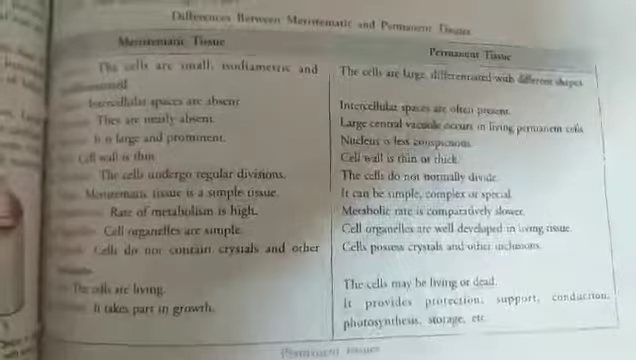 Differences Between Meristematic and Permanent Tissues
Meristematic Tissue
Permanent Tissue
The cells are small, isodiametric and
The cells are large, differentiated with different shapes
Intercellular spaces are absent
Intercellular spaces are often present.
They are nearly absent.
Large central vacuole occurs in living permanent cells
It is large and prominent.
Nucleus is less conspicuous.
Cell wall is thin
Cell wall is thin or thick.
The cells undergo regular divisions.
The cells do not normally divide.
Meristematic tissue is a simple tissue.
It can be simple, complex or special.
Rate of metabolism is high.
Metabolic rate is comparatively slower.
Cell organelles are simple.
Cell organelles are well developed in living tissue.
Cells do not contain crystals and other
Cells possess crystals and other inclusions.
The cells are living.
The cells may be living or dead.
It takes part in growth.
It provides protection, support, conduction,
photosynthesis, storage, etc.
Permanent Tissues